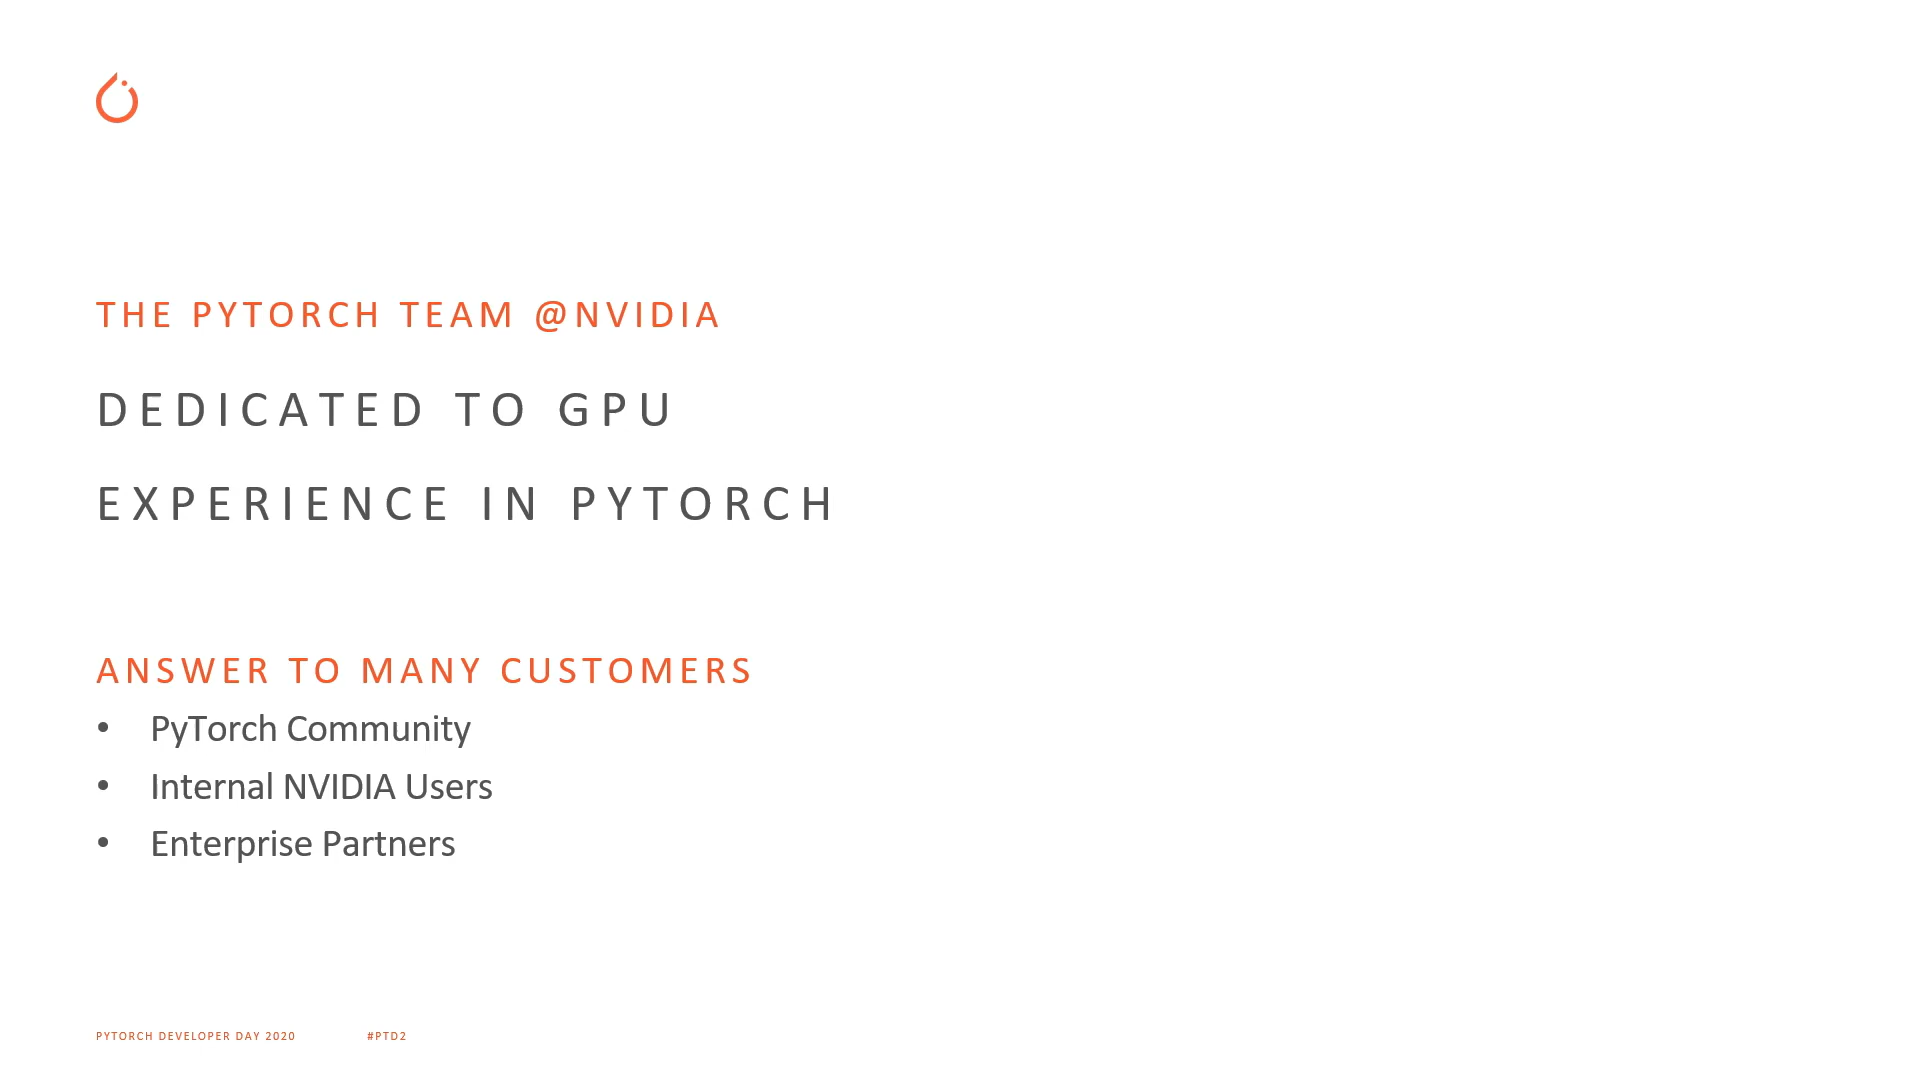 THE PYTORCH TEAM @NVIDIA
DEDICATED TO GPU
EXPERIENCE IN PYTORCH
ANSWER TO MANY CUSTOMERS
• PyTorch Community
• Internal NVIDIA Users
• Enterprise Partners
PYTORCH DEVELOPER DAY 2020 #PTD2